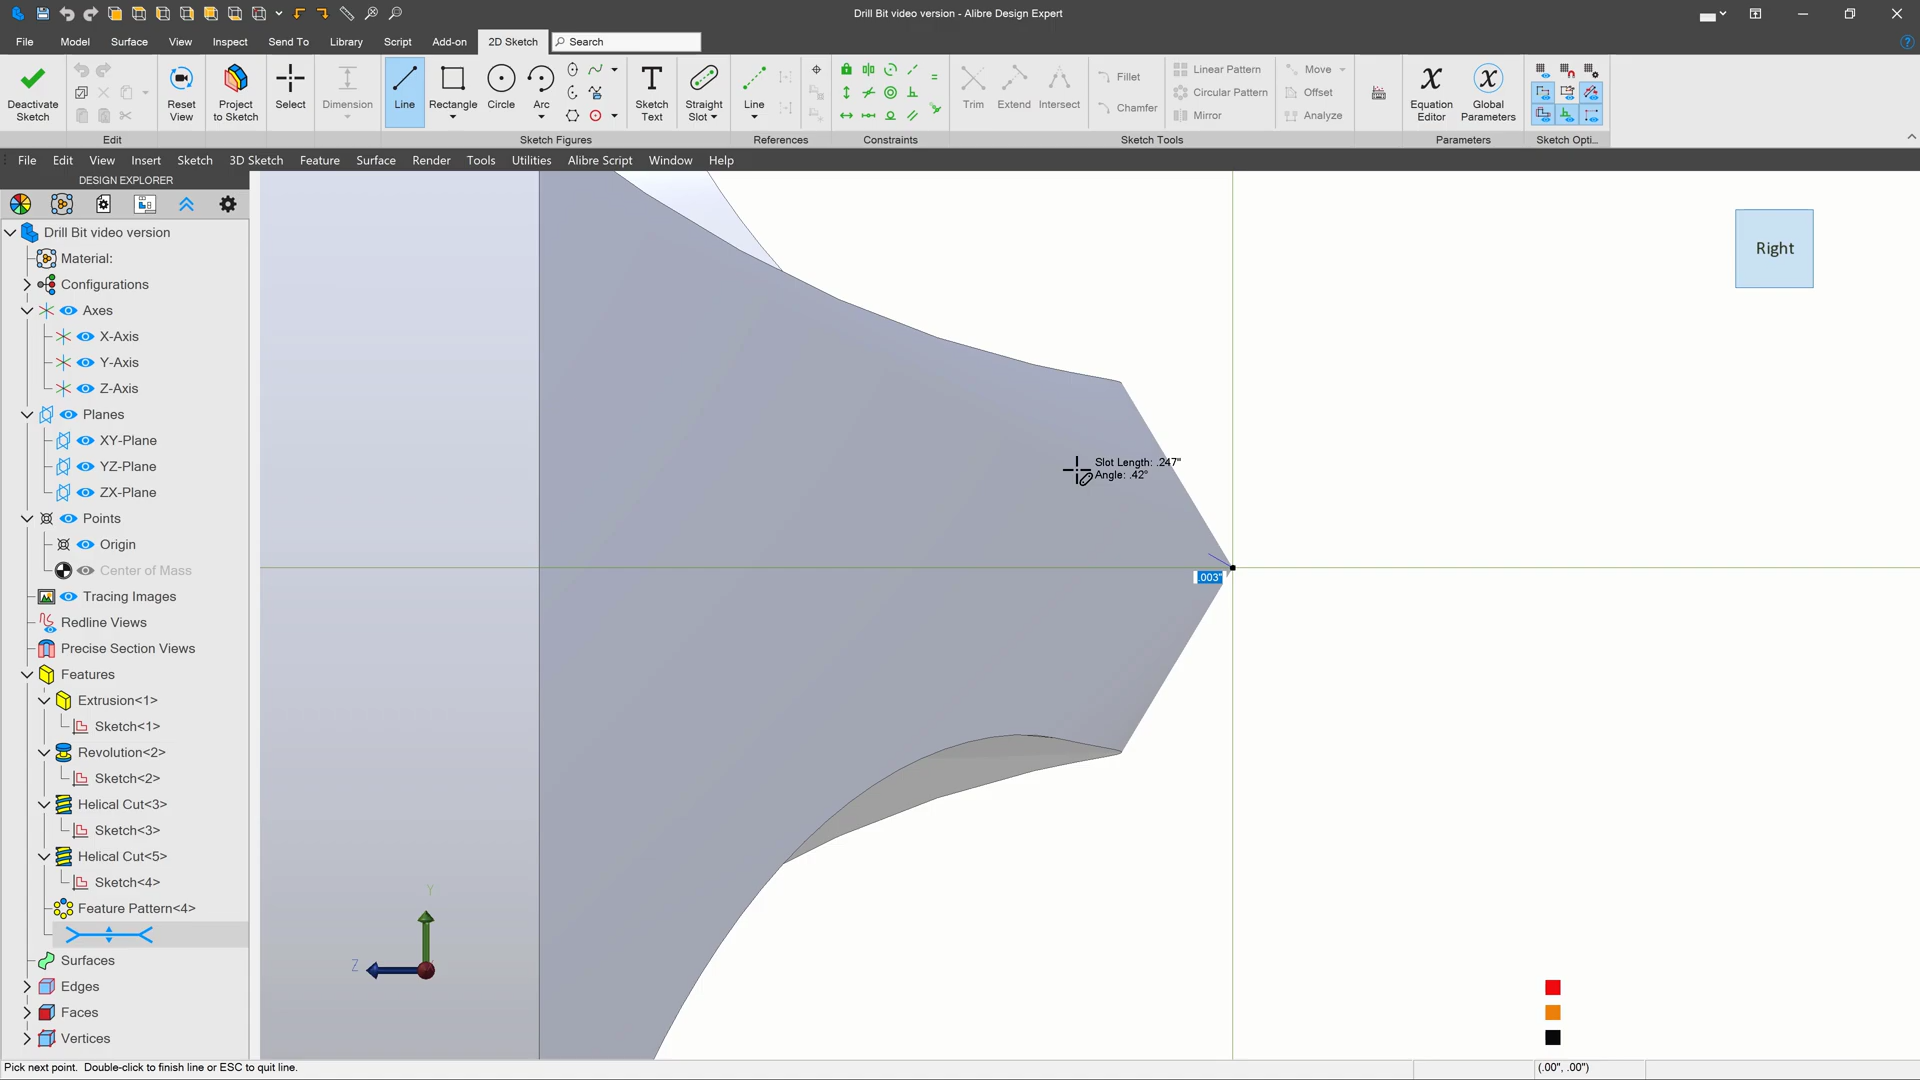 Drill Bit video version - Alibre Design Expert
File Model Surface View Inspect Send To Library Script Add-on 2D Sketch Search
Deactivate Sketch
Edit
Reset View
Project to Sketch
Select
Dimension
Line
Rectangle
Circle
Arc
Sketch Text
Straight Slot
Sketch Figures
Line
References
Constraints
Trim
Extend
Intersect
Fillet
Chamfer
Linear Pattern
Circular Pattern
Mirror
Move
Offset
Analyze
Sketch Tools
Equation Editor
Global Parameters
Parameters
Sketch Opti...
File Edit View Insert Sketch 3D Sketch Feature Surface Render Tools Utilities Alibre Script Window Help
DESIGN EXPLORER
Drill Bit video version
Material:
Configurations
Axes
X-Axis
Y-Axis
Z-Axis
Planes
XY-Plane
YZ-Plane
ZX-Plane
Points
Origin
Center of Mass
Tracing Images
Redline Views
Precise Section Views
Features
Extrusion<1>
Sketch<1>
Revolution<2>
Sketch<2>
Helical Cut<3>
Sketch<3>
Helical Cut<5>
Sketch<4>
Feature Pattern<4>
Surfaces
Edges
Faces
Vertices
Right
Slot Length: .247"
Angle: .42°
.003"
Y
Z
Pick next point. Double-click to finish line or ESC to quit line.
(.00", .00")